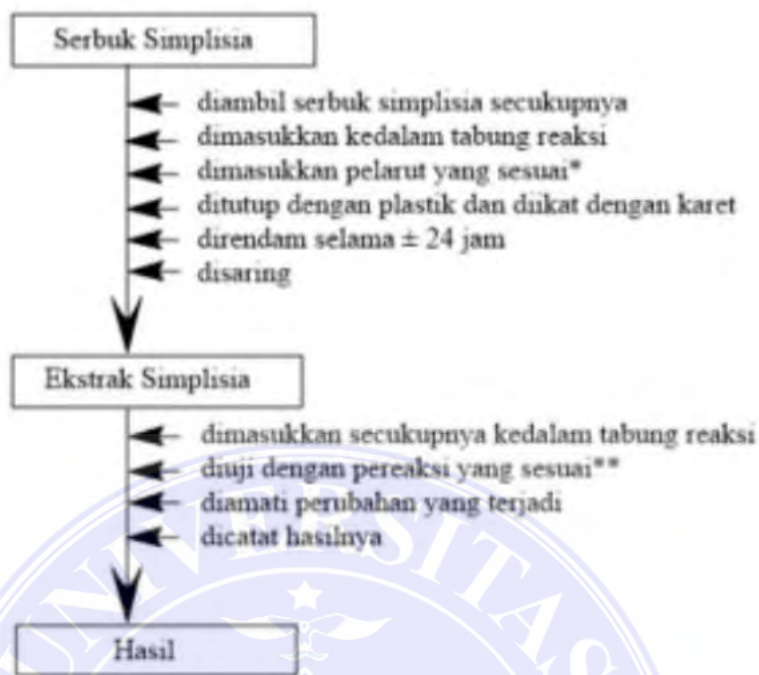 Serbuk Simplisia
diambil serbuk simplisia secukupnya
dimasukkan kedalam tabung reaksi
dimasukkan pelarut yang sesuai*
ditutup dengan plastik dan diikat dengan karet
direndam selama ± 24 jam
disaring
Ekstrak Simplisia
dimasukkan secukupnya kedalam tabung reaksi
diuji dengan pereaksi yang sesuai**
diamati perubahan yang terjadi
dicatat hasilnya
UNIVEESITAS
Hasil